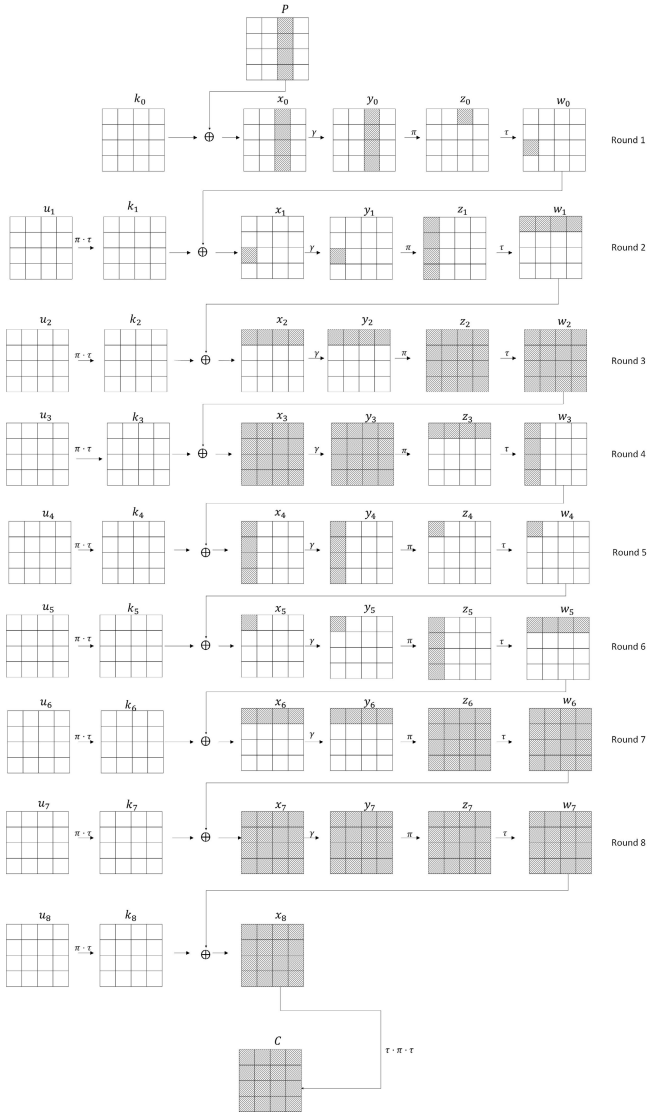 P
k₀ x₀ y₀ z₀ w₀
⊕ γ π τ Round 1
u₁ k₁ x₁ y₁ z₁ w₁
π · τ ⊕ γ π τ Round 2
u₂ k₂ x₂ y₂ z₂ w₂
π · τ ⊕ γ π τ Round 3
u₃ k₃ x₃ y₃ z₃ w₃
π · τ ⊕ γ π τ Round 4
u₄ k₄ x₄ y₄ z₄ w₄
π · τ ⊕ γ π τ Round 5
u₅ k₅ x₅ y₅ z₅ w₅
π · τ ⊕ γ π τ Round 6
u₆ k₆ x₆ y₆ z₆ w₆
π · τ ⊕ γ π τ Round 7
u₇ k₇ x₇ y₇ z₇ w₇
π · τ ⊕ γ π τ Round 8
u₈ k₈ x₈
π · τ ⊕
C
τ · π · τ